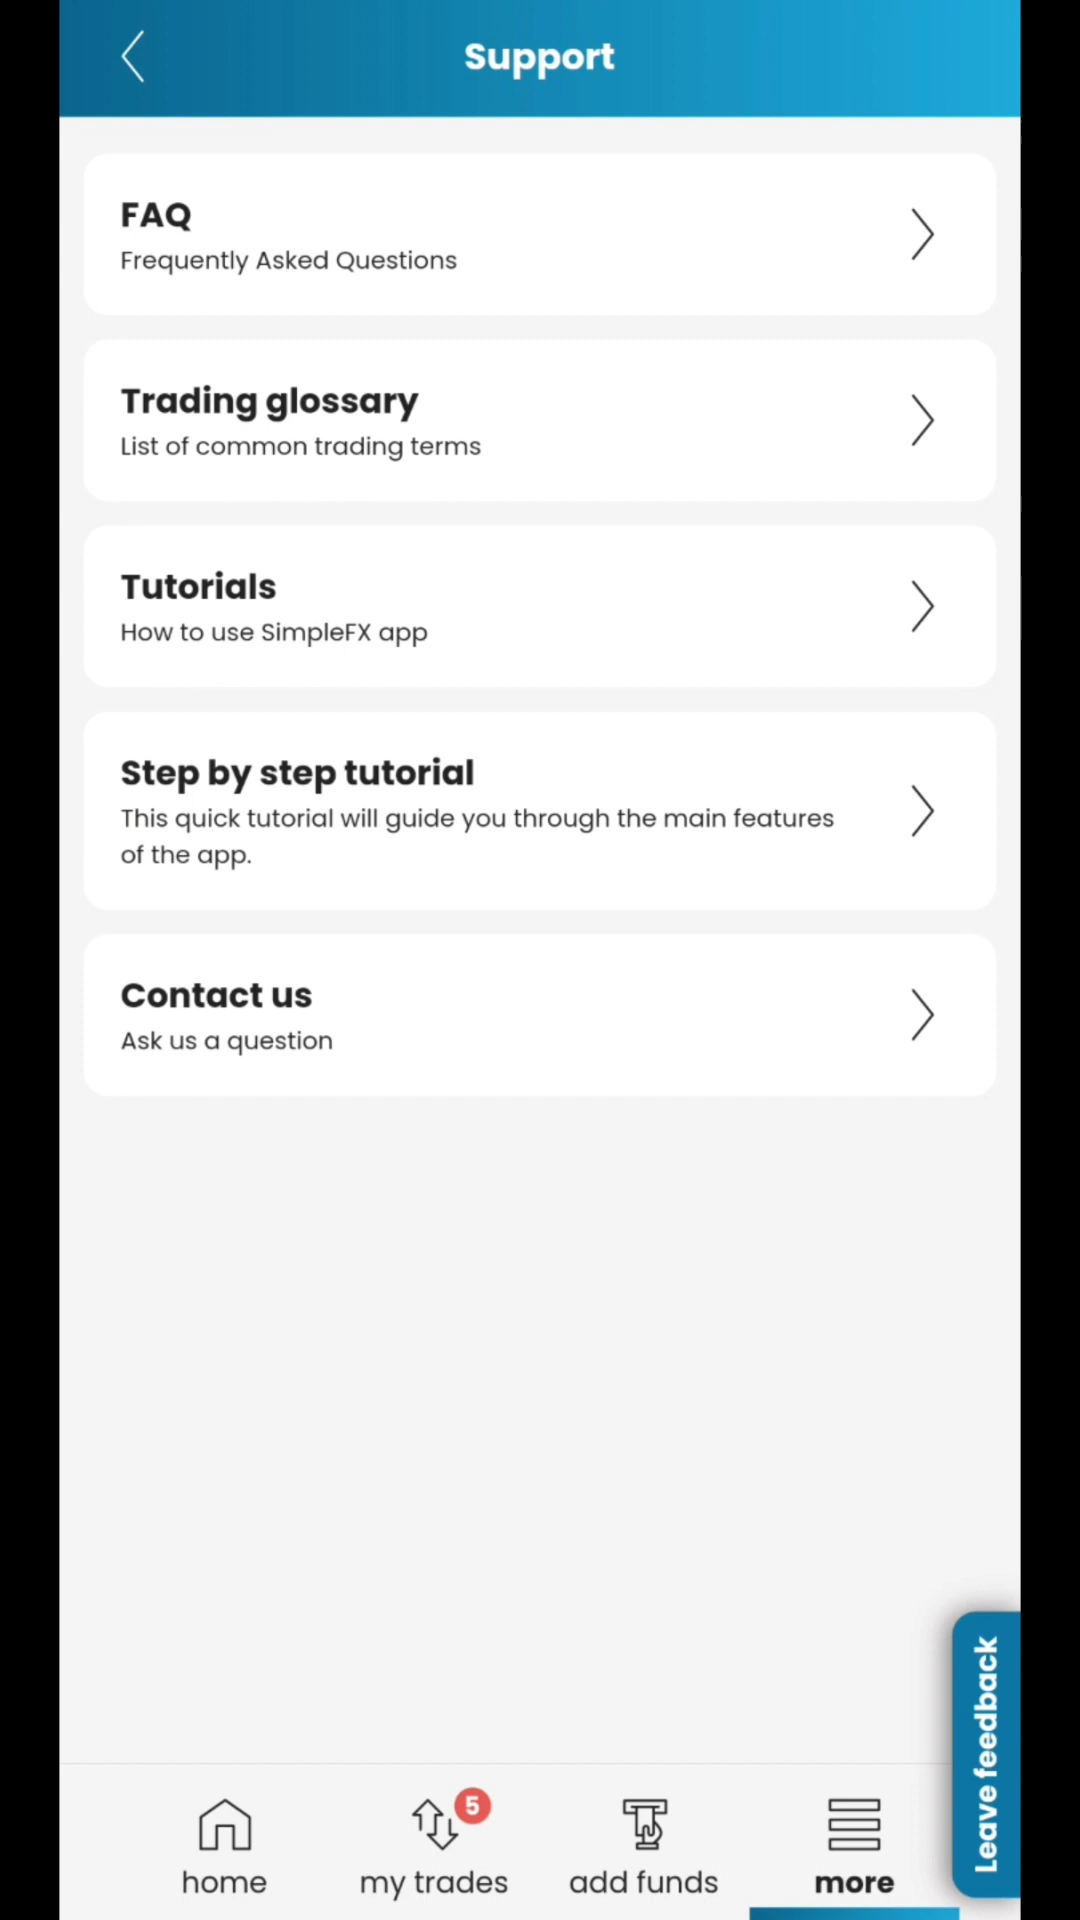 Support
FAQ
Frequently Asked Questions
Trading glossary
List of common trading terms
Tutorials
How to use SimpleFX app
Step by step tutorial
This quick tutorial will guide you through the main features
of the app.
Contact us
Ask us a question
Leave feedback
5
home
my trades
add funds
more